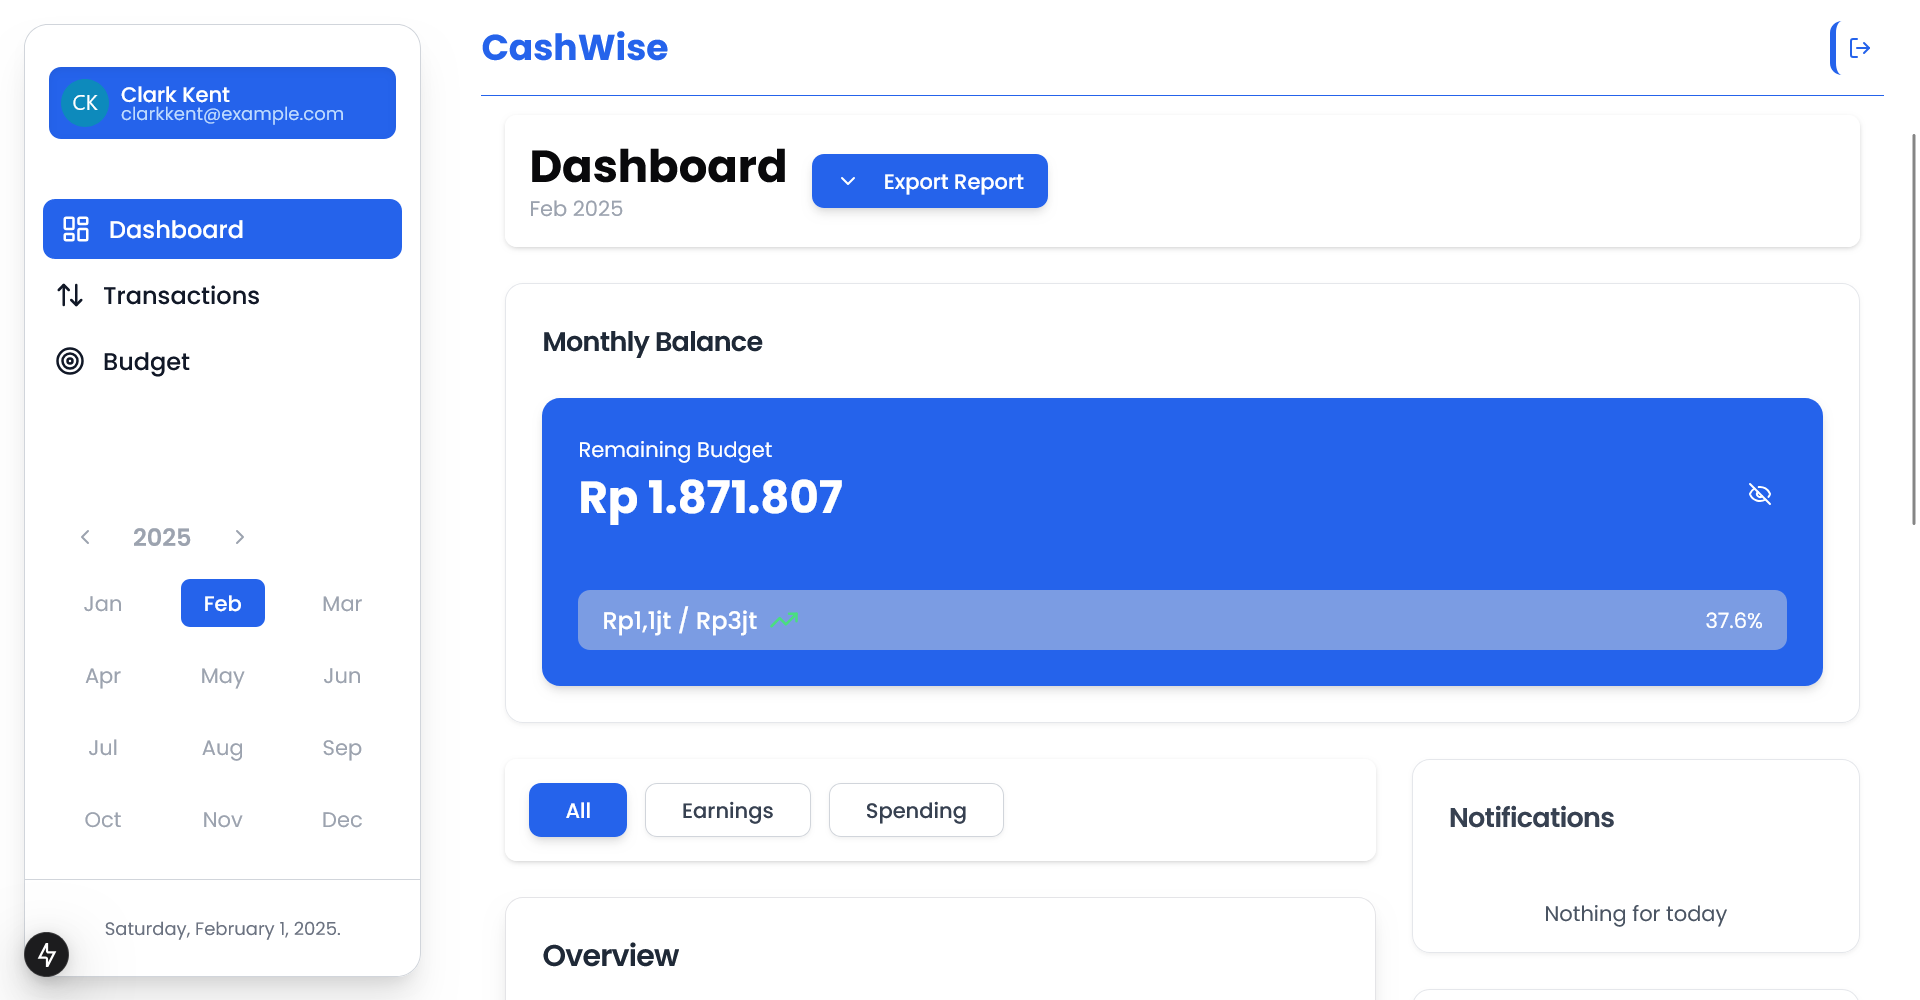 CK
Clark Kent
clarkkent@example.com
Dashboard
Transactions
Budget
2025
Jan Feb Mar
Apr May Jun
Jul Aug Sep
Oct Nov Dec
Saturday, February 1, 2025.
CashWise
Dashboard
Feb 2025
Export Report
Monthly Balance
Remaining Budget
Rp 1.871.807
Rp1,1jt / Rp3jt
37.6%
All Earnings Spending
Overview
Notifications
Nothing for today